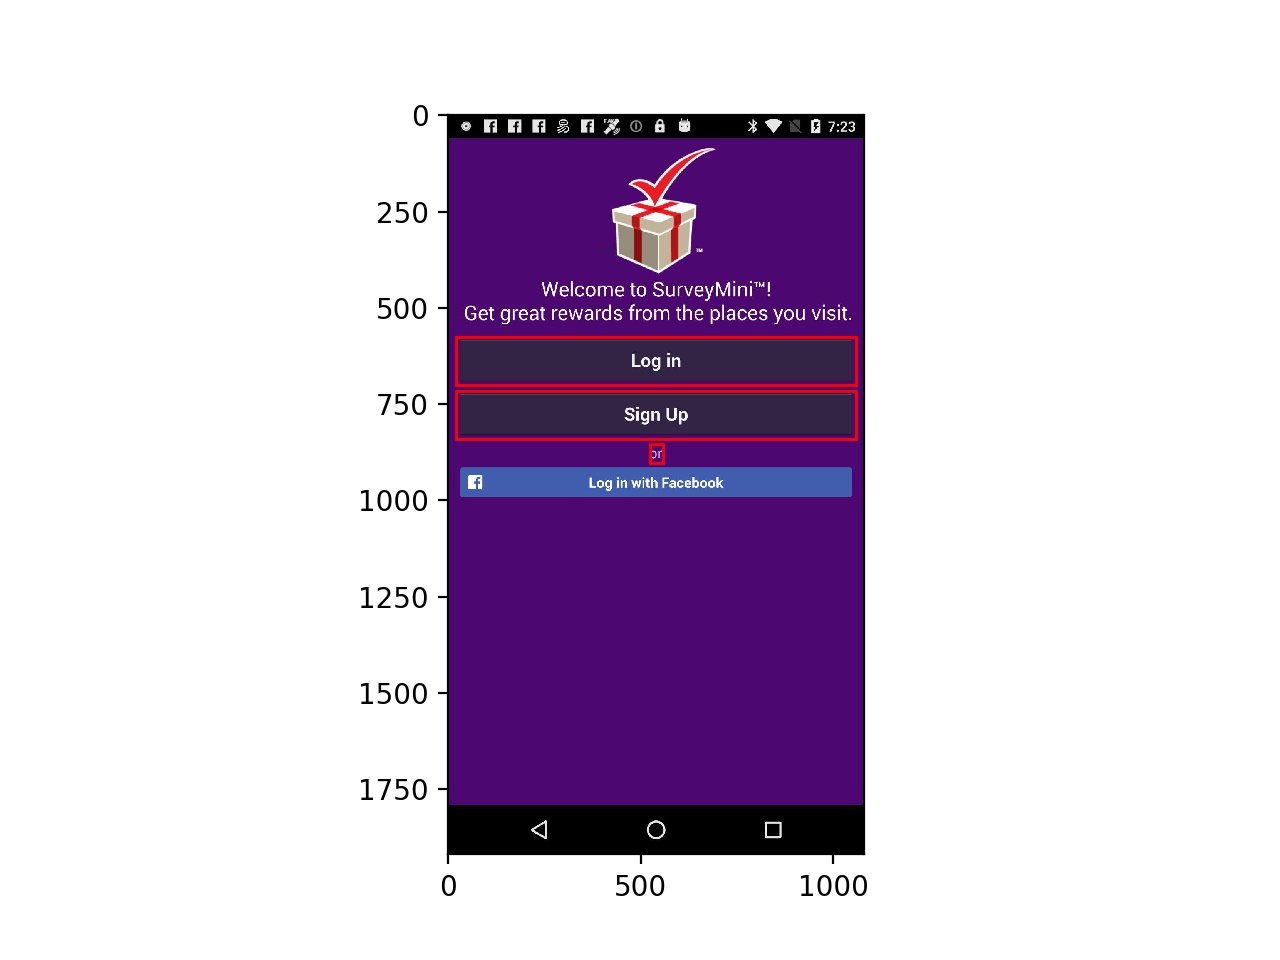 0
250
500
750
1000
1250
1500
1750
7:23
TM
Welcome to SurveyMini™!
Get great rewards from the places you visit.
Log in
Sign Up
or
Log in with Facebook
0
500
1000